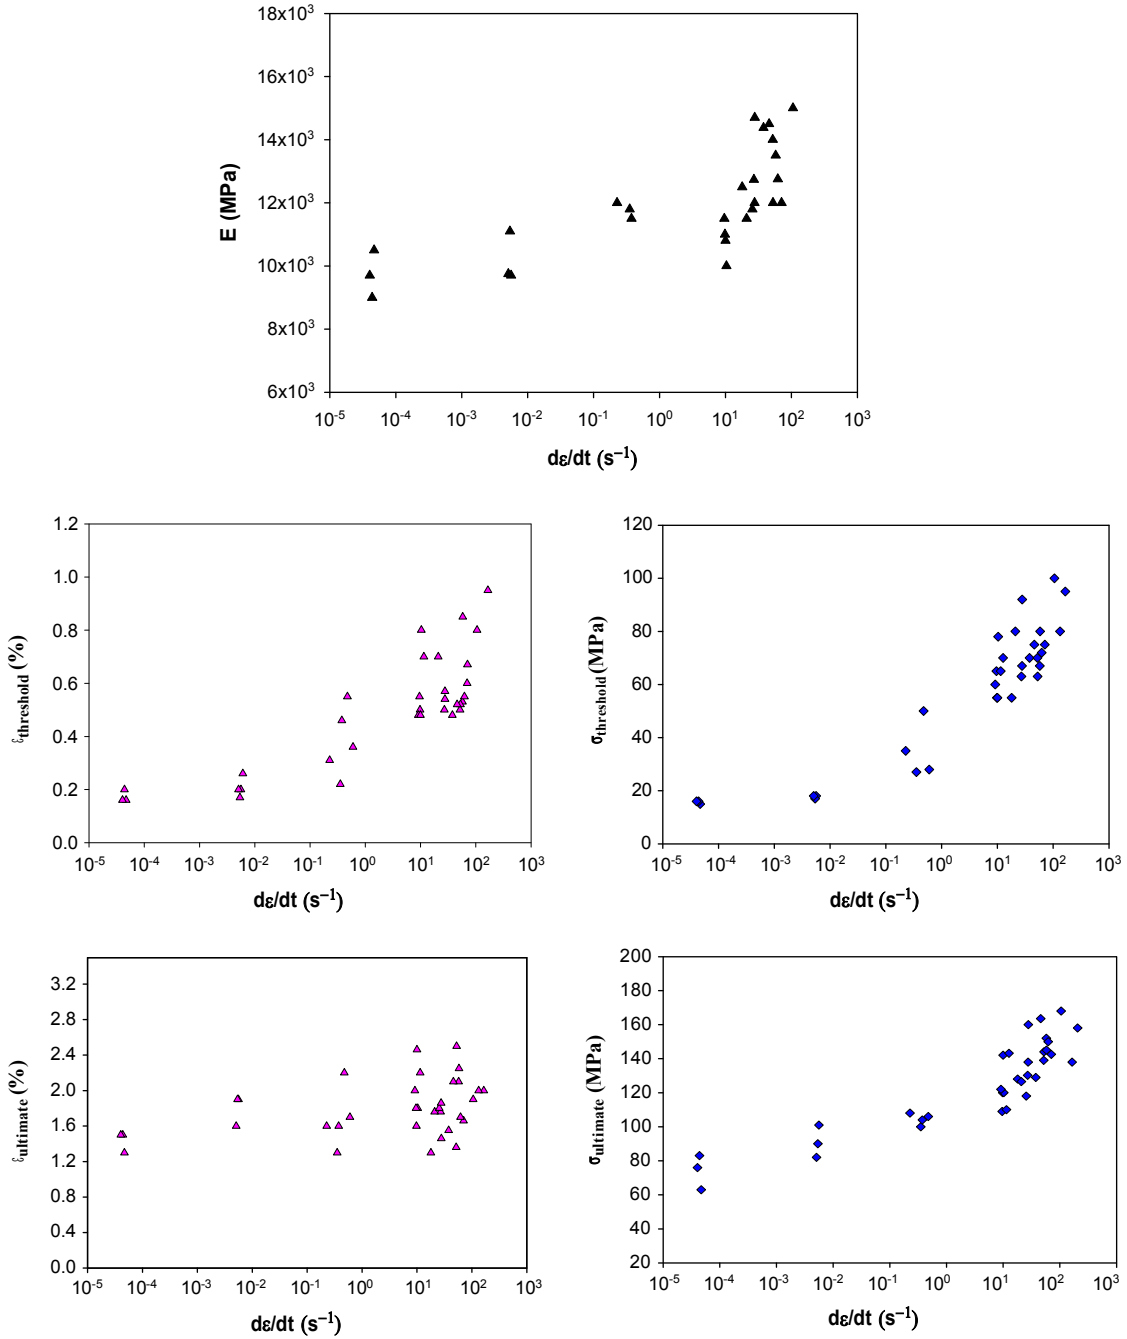 18x10³
16x10³
14x10³
12x10³
10x10³
8x10³
6x10³
E (MPa)
10⁻⁵ 10⁻⁴ 10⁻³ 10⁻² 10⁻¹ 10⁰ 10¹ 10² 10³
dε/dt (s⁻¹)
1.2
1.0
0.8
0.6
0.4
0.2
0.0
εthreshold (%)
10⁻⁵ 10⁻⁴ 10⁻³ 10⁻² 10⁻¹ 10⁰ 10¹ 10² 10³
dε/dt (s⁻¹)
120
100
80
60
40
20
0
σthreshold (MPa)
10⁻⁵ 10⁻⁴ 10⁻³ 10⁻² 10⁻¹ 10⁰ 10¹ 10² 10³
dε/dt (s⁻¹)
3.2
2.8
2.4
2.0
1.6
1.2
0.8
0.4
0.0
εultimate (%)
10⁻⁵ 10⁻⁴ 10⁻³ 10⁻² 10⁻¹ 10⁰ 10¹ 10² 10³
dε/dt (s⁻¹)
200
180
160
140
120
100
80
60
40
20
σultimate (MPa)
10⁻⁵ 10⁻⁴ 10⁻³ 10⁻² 10⁻¹ 10⁰ 10¹ 10² 10³
dε/dt (s⁻¹)